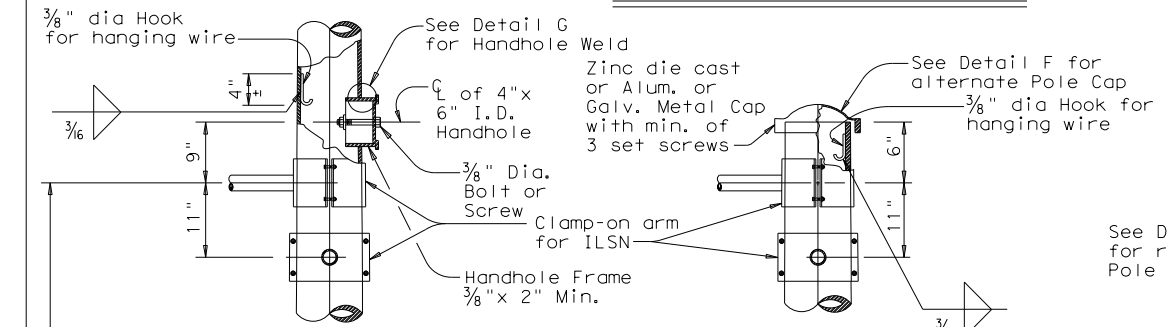 3/8" dia Hook
for hanging wire
See Detail G
for Handhole Weld
4"
±
3/16
℄ of 4"x
6" I.D.
Handhole
9"
3/8" Dia.
Bolt or
Screw
11"
Clamp-on arm
for ILSN
Handhole Frame
3/8"x 2" Min.
Zinc die cast
or Alum. or
Galv. Metal Cap
with min. of
3 set screws
See Detail F for
alternate Pole Cap
3/8" dia Hook for
hanging wire
6"
11"
See D
for r
Pole
3/